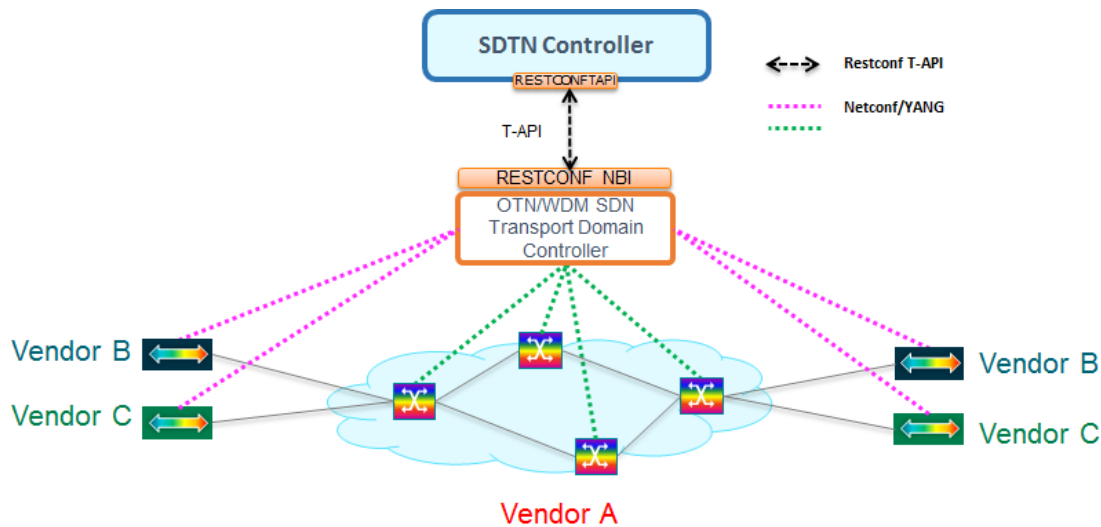 SDTN Controller
RESTCONFTAPI
Restconf T-API
Netconf/YANG
T-API
RESTCONF NBI
OTN/WDM SDN
Transport Domain
Controller
Vendor B
Vendor B
Vendor C
Vendor C
Vendor A